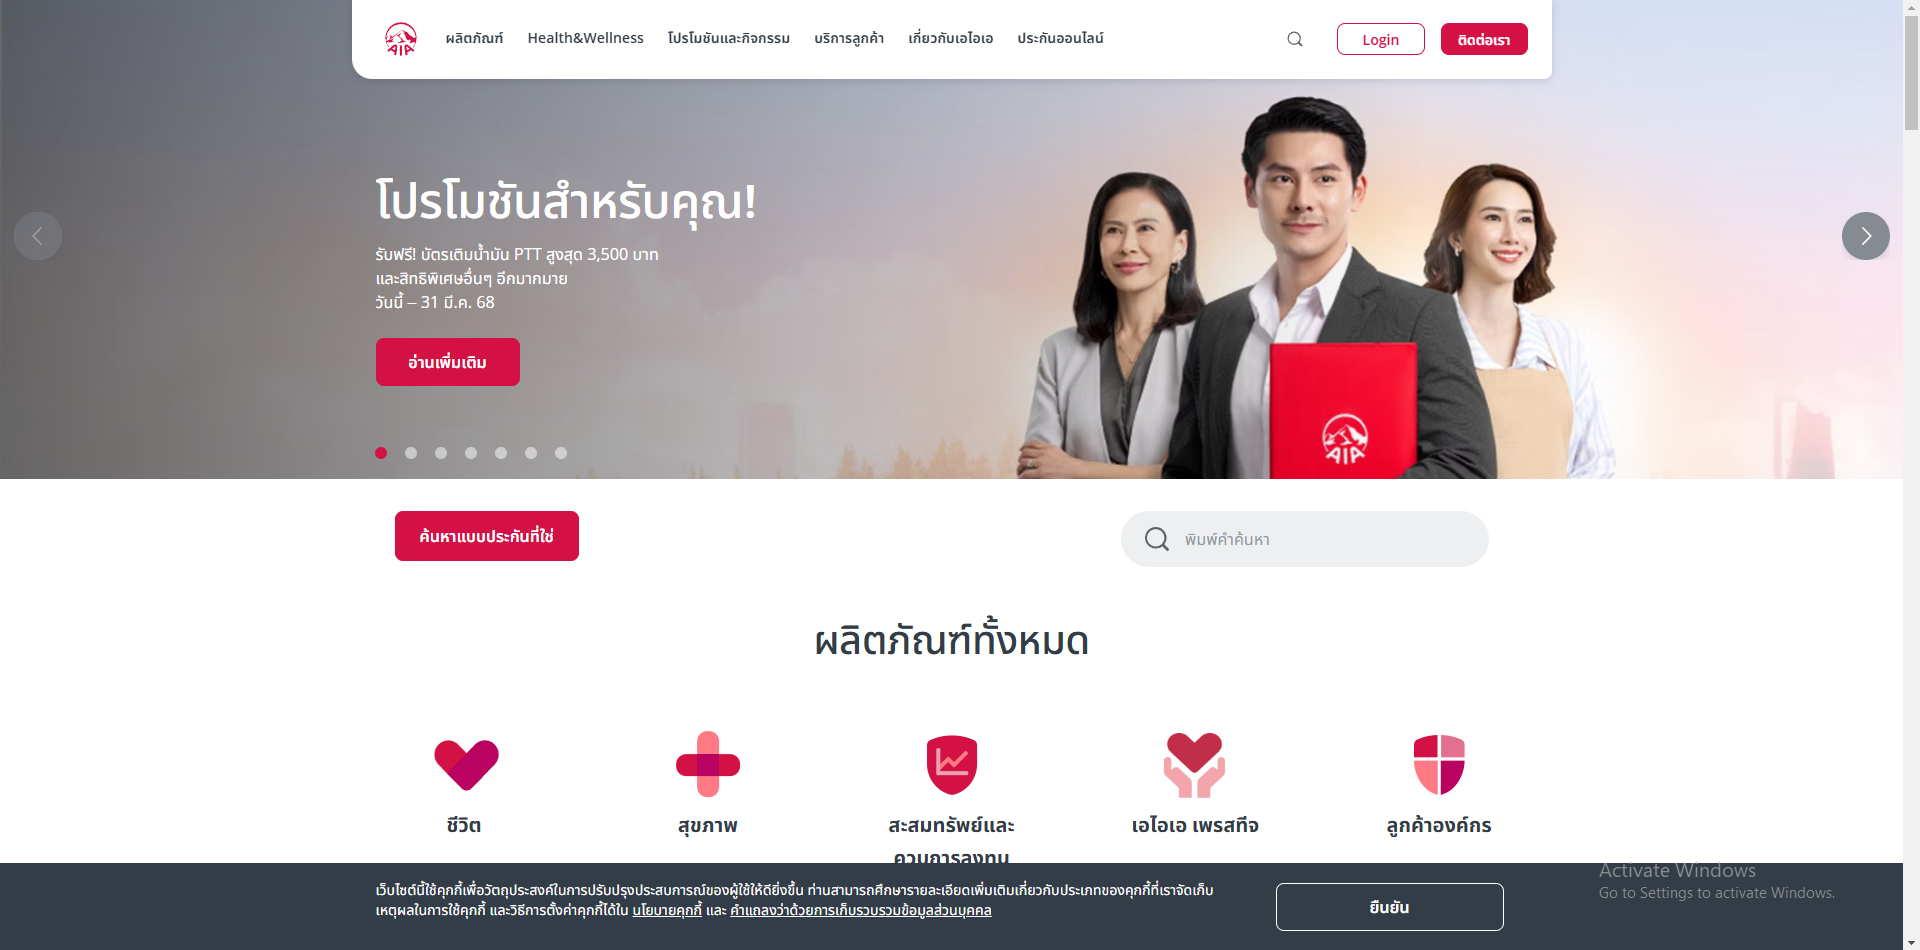 AIA
ผลิตภัณฑ์
Health&Wellness
โปรโมชันและกิจกรรม
บริการลูกค้า
เกี่ยวกับเอไอเอ
ประกันออนไลน์
Login
ติดต่อเรา
โปรโมชันสำหรับคุณ!
รับฟรี! บัตรเติมน้ำมัน PTT สูงสุด 3,500 บาท
และสิทธิพิเศษอื่นๆ อีกมากมาย
วันนี้ – 31 มี.ค. 68
อ่านเพิ่มเติม
AIA
ค้นหาแบบประกันที่ใช่
พิมพ์คำค้นหา
ผลิตภัณฑ์ทั้งหมด
ชีวิต
สุขภาพ
สะสมทรัพย์และ
ควบการลงทุน
เอไอเอ เพรสทีจ
ลูกค้าองค์กร
เว็บไซต์นี้ใช้คุกกี้เพื่อวัตถุประสงค์ในการปรับปรุงประสบการณ์ของผู้ใช้ให้ดียิ่งขึ้น ท่านสามารถศึกษารายละเอียดเพิ่มเติมเกี่ยวกับประเภทของคุกกี้ที่เราจัดเก็บ
เหตุผลในการใช้คุกกี้ และวิธีการตั้งค่าคุกกี้ได้ใน นโยบายคุกกี้ และ คำแถลงว่าด้วยการเก็บรวบรวมข้อมูลส่วนบุคคล
ยืนยัน
Activate Windows
Go to Settings to activate Windows.